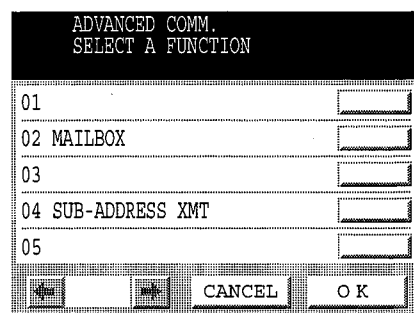 ADVANCED COMM.
SELECT A FUNCTION
01
02 MAILBOX
03
04 SUB-ADDRESS XMT
05
CANCEL OK